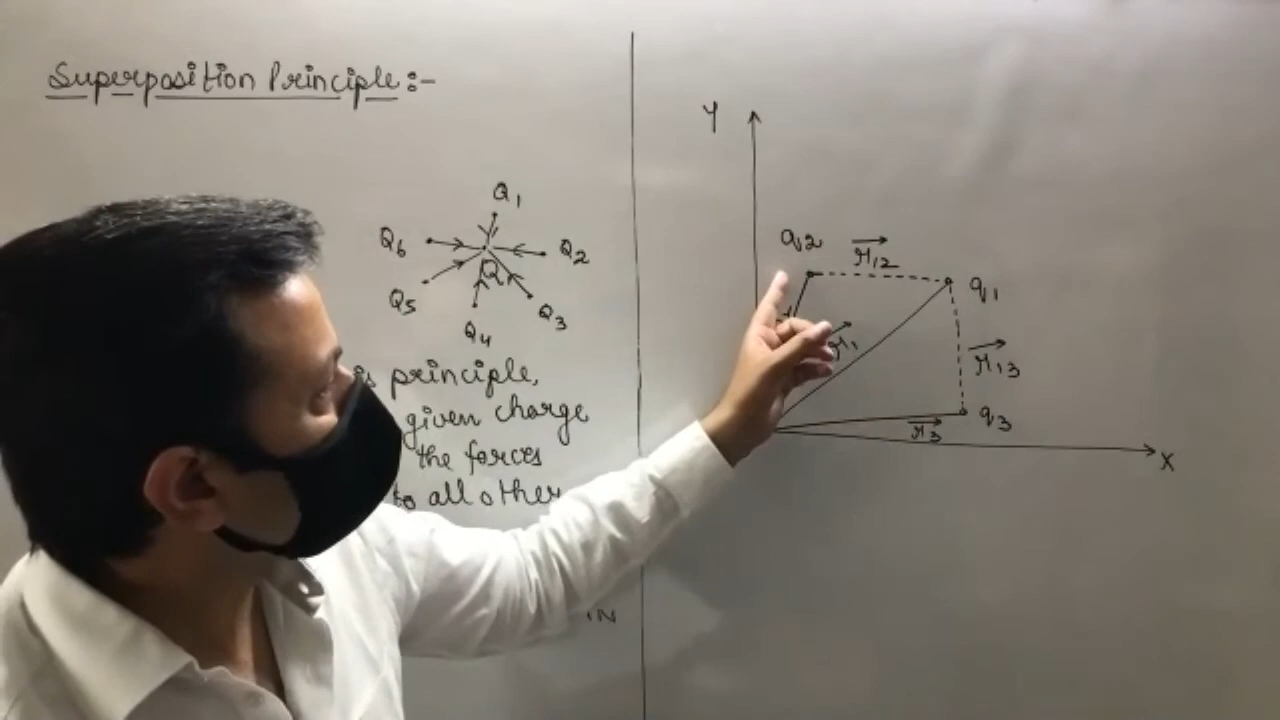 Superposition Principle:-
Q1
Q6
Q2
Q
Q5
Q3
Q4
principle,
given charge
the forces
to all other
IN
Y
q2
r12
q1
r1
r13
q3
r3
X